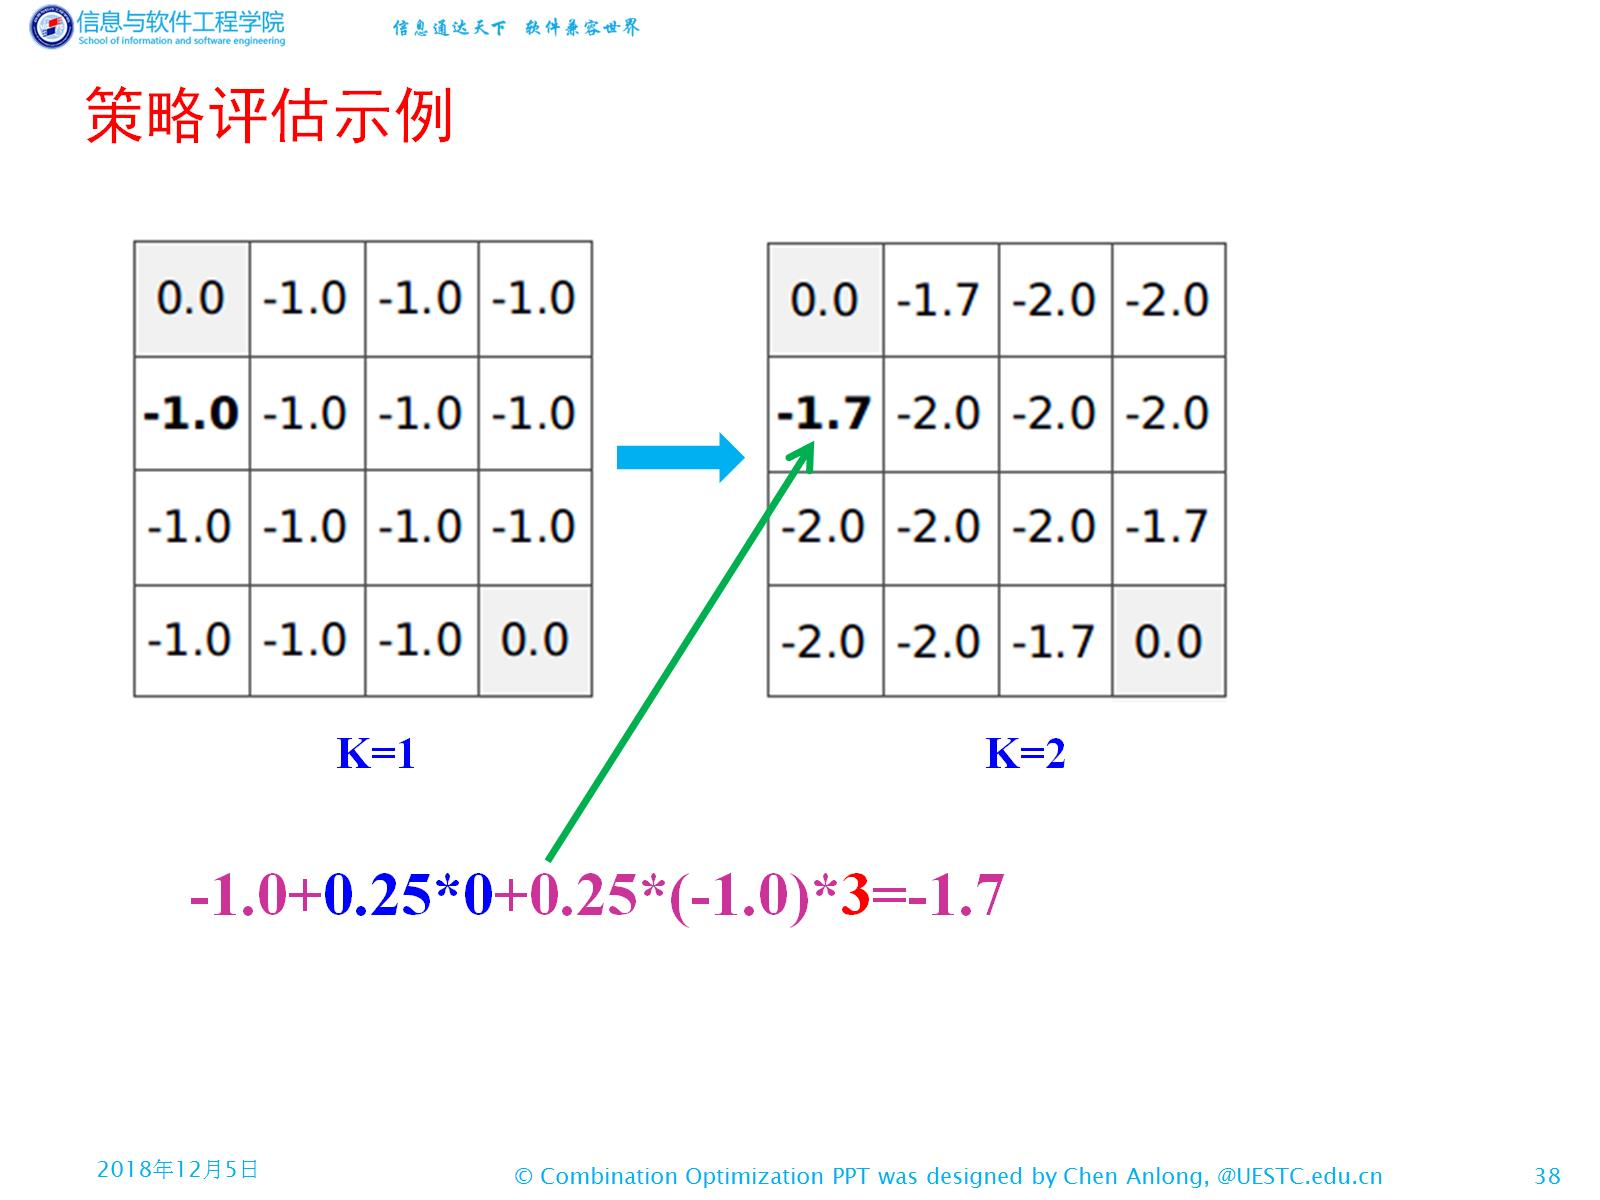 信息与软件工程学院
School of information and software engineering
信息通达天下 软件兼容世界
策略评估示例
0.0 -1.0 -1.0 -1.0
-1.0 -1.0 -1.0 -1.0
-1.0 -1.0 -1.0 -1.0
-1.0 -1.0 -1.0 0.0
K=1
0.0 -1.7 -2.0 -2.0
-1.7 -2.0 -2.0 -2.0
-2.0 -2.0 -2.0 -1.7
-2.0 -2.0 -1.7 0.0
K=2
-1.0+0.25*0+0.25*(-1.0)*3=-1.7
2018年12月5日
© Combination Optimization PPT was designed by Chen Anlong, @UESTC.edu.cn
38